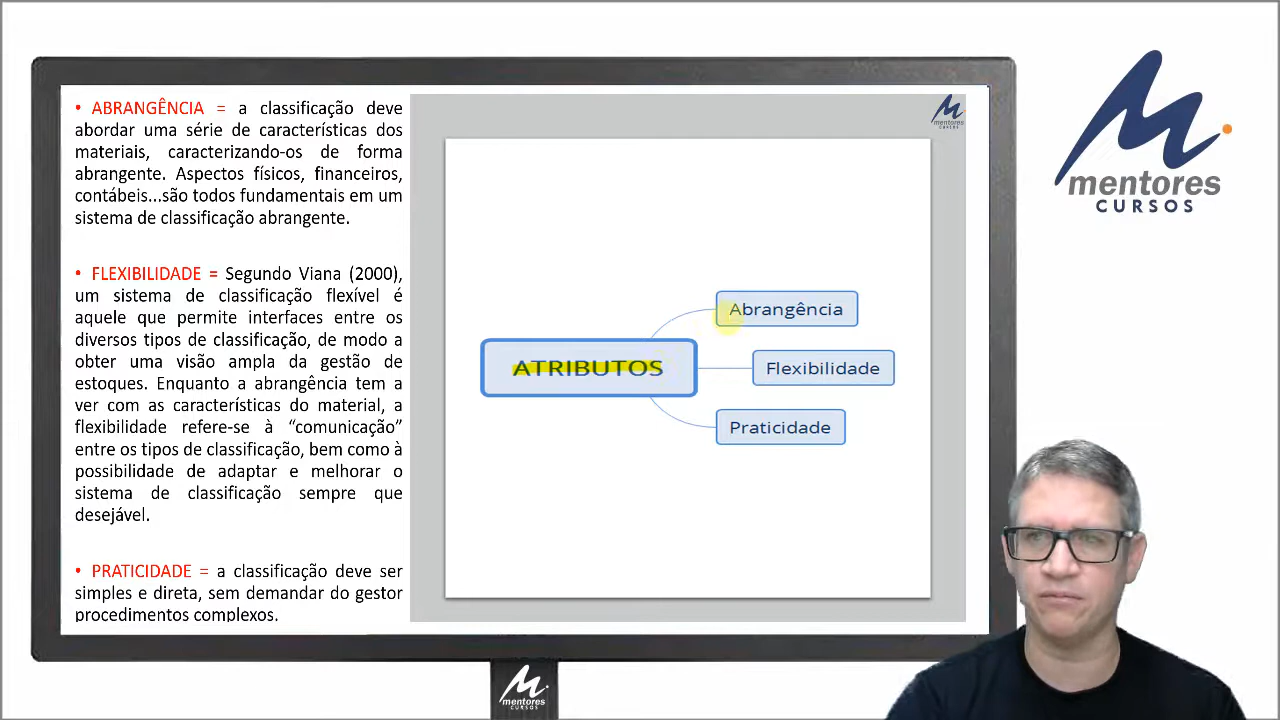 • ABRANGÊNCIA = a classificação deve
abordar uma série de características dos
materiais, caracterizando-os de forma
abrangente. Aspectos físicos, financeiros,
contábeis...são todos fundamentais em um
sistema de classificação abrangente.
• FLEXIBILIDADE = Segundo Viana (2000),
um sistema de classificação flexível é
aquele que permite interfaces entre os
diversos tipos de classificação, de modo a
obter uma visão ampla da gestão de
estoques. Enquanto a abrangência tem a
ver com as características do material, a
flexibilidade refere-se à “comunicação”
entre os tipos de classificação, bem como à
possibilidade de adaptar e melhorar o
sistema de classificação sempre que
desejável.
• PRATICIDADE = a classificação deve ser
simples e direta, sem demandar do gestor
procedimentos complexos.
mentores
CURSOS
Abrangência
ATRIBUTOS
Flexibilidade
Praticidade
mentores
CURSOS
mentores
CURSOS